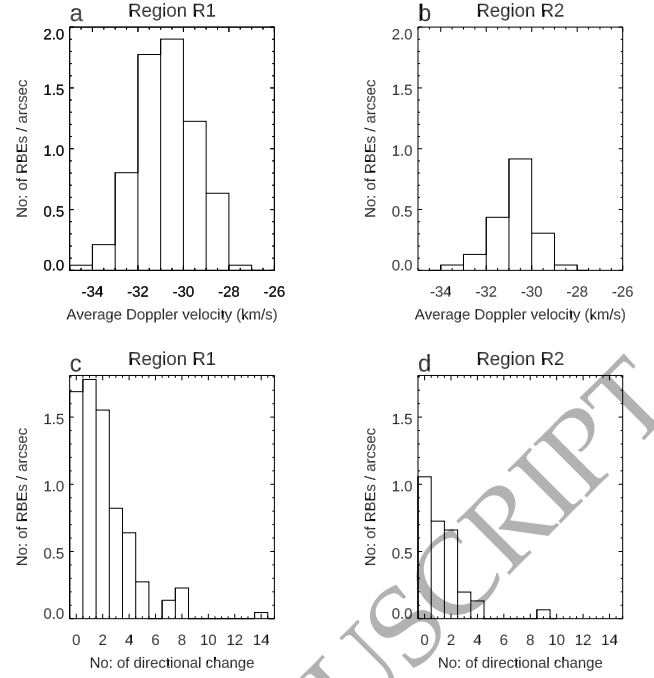 a Region R1
2.0
1.5
1.0
0.5
0.0
No: of RBEs / arcsec
-34 -32 -30 -28 -26
Average Doppler velocity (km/s)
b Region R2
2.0
1.5
1.0
0.5
0.0
No: of RBEs / arcsec
-34 -32 -30 -28 -26
Average Doppler velocity (km/s)
c Region R1
1.5
1.0
0.5
0.0
No: of RBEs / arcsec
0 2 4 6 8 10 12 14
No: of directional change
d Region R2
1.5
1.0
0.5
0.0
No: of RBEs / arcsec
0 2 4 6 8 10 12 14
No: of directional change
USCRIPT